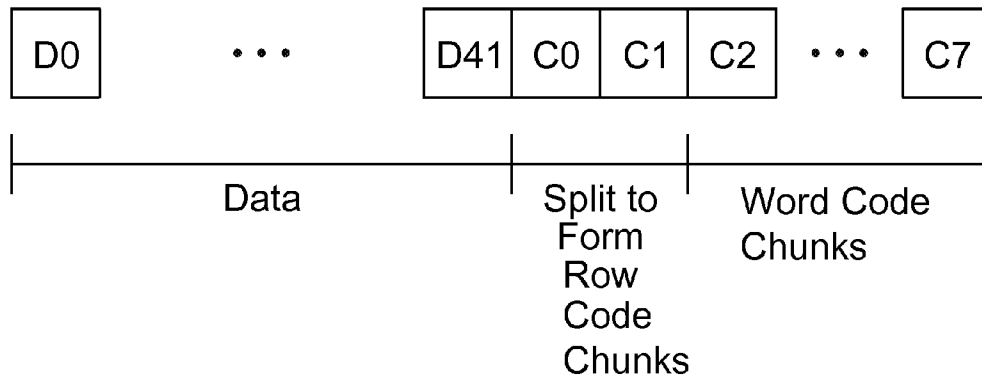 D0 ••• D41 C0 C1 C2 ••• C7
Data
Split to
Form
Row
Code
Chunks
Word Code
Chunks